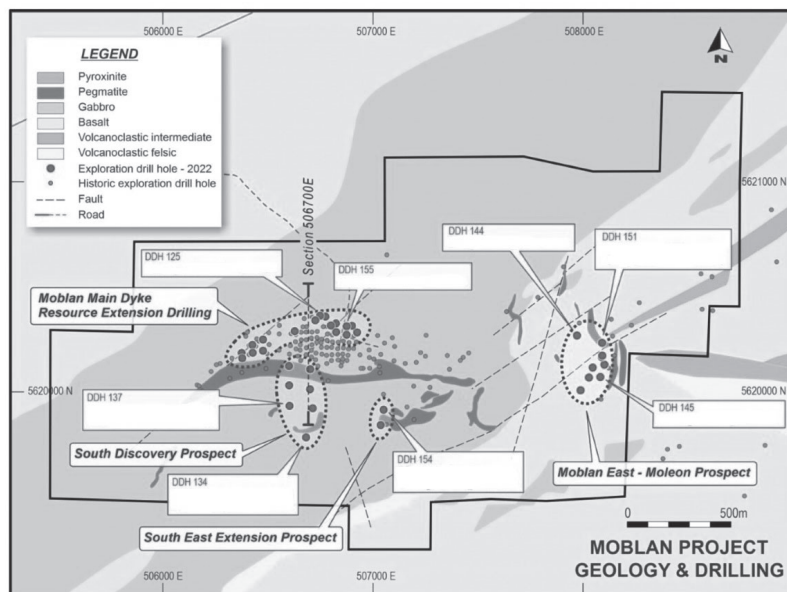 506000 E
507000 E
508000 E
LEGEND
Pyroxinite
Pegmatite
Gabbro
Basalt
Volcanoclastic intermediate
Volcanoclastic felsic
Exploration drill hole - 2022
Historic exploration drill hole
Fault
Road
N
5621000 N
Section 506700E
DDH 125
DDH 155
DDH 144
DDH 151
Moblan Main Dyke
Resource Extension Drilling
5620000 N
5620000 N
DDH 137
DDH 145
South Discovery Prospect
DDH 154
Moblan East - Moleon Prospect
DDH 134
South East Extension Prospect
0
500m
MOBLAN PROJECT
GEOLOGY & DRILLING
506000 E
507000 E